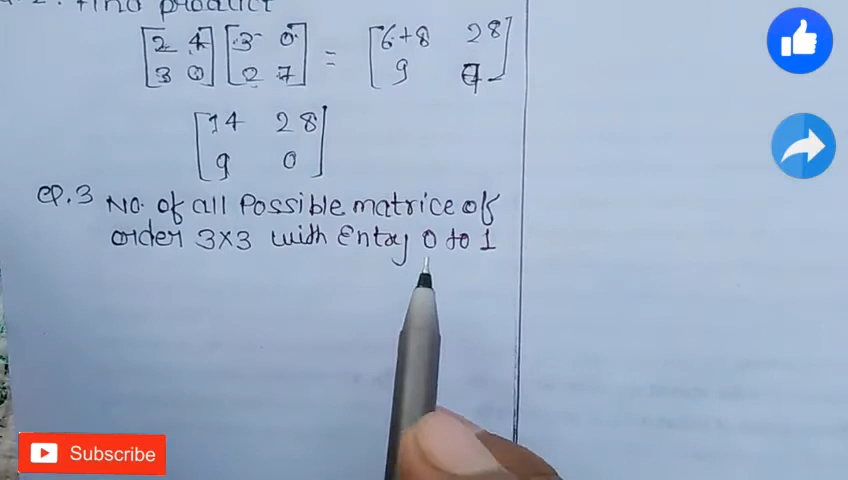 Find product
[2 4 [3 0 = [6+8 28]
3 0] 2 7] 9
[14 28
9 0]
ep.3 No. of all Possible matrice of
order 3×3 with Entry 0 to 1
Subscribe